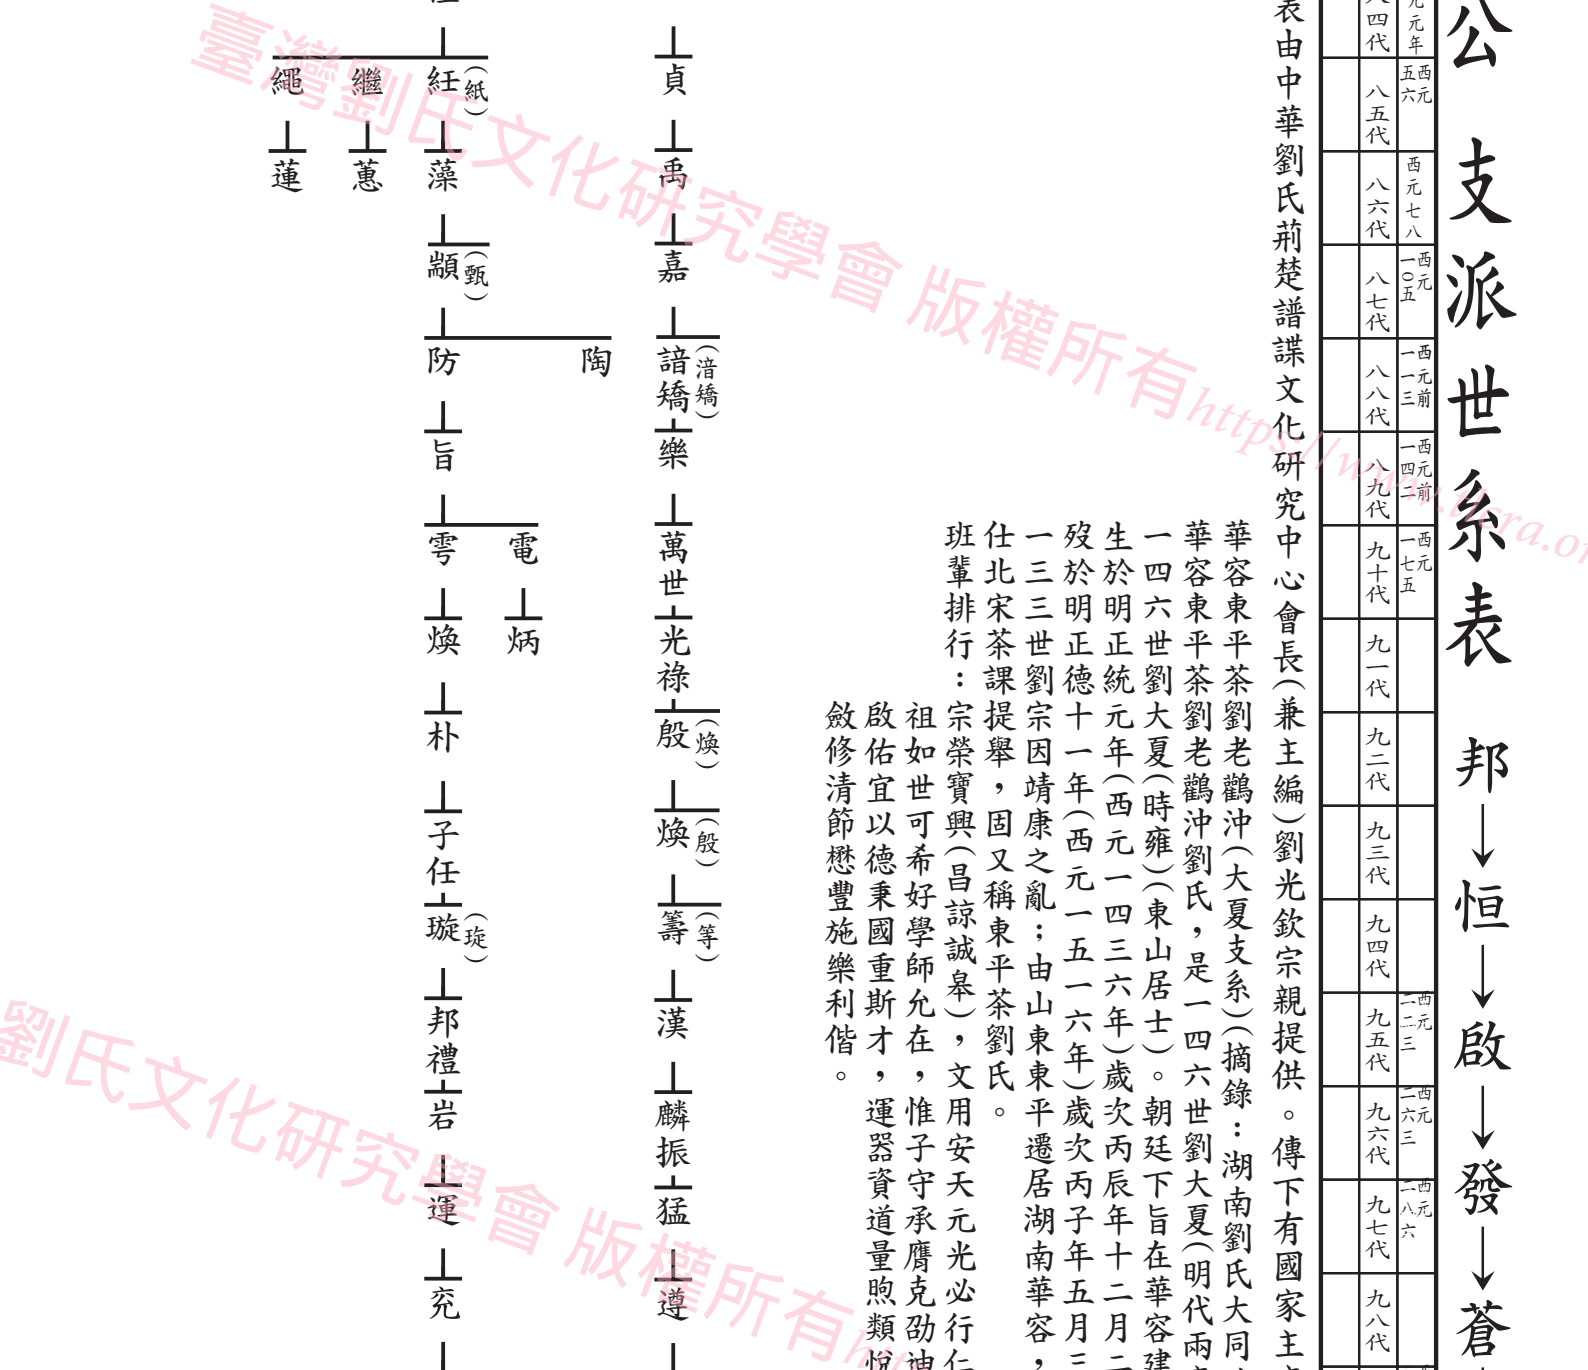 公 支派世系表 邦→恒→啟→發→蒼
元元年
西元五六
西元七八
西元一0五
西元前一一三
西元前一四二
西元一七五
西元二二三
西元二六三
西元二八六
八四代
八五代
八六代
八七代
八八代
八九代
九十代
九一代
九二代
九三代
九四代
九五代
九六代
九七代
九八代
表由中華劉氏荊楚譜諜文化研究中心會長(兼主編)劉光欽宗親提供。傳下有國家主
華容東平茶劉老鸛沖(大夏支系)(摘錄:湖南劉氏大同
華容東平茶劉老鸛沖劉氏,是一四六世劉大夏(明代兩
一四六世劉大夏(時雍)(東山居士)。朝廷下旨在華容建
生於明正統元年(西元一四三六年)歲次丙辰年十二月二
歿於明正德十一年(西元一五一六年)歲次丙子年五月三
一三三世劉宗因靖康之亂;由山東東平遷居湖南華容,
仕北宋茶課提舉,固又稱東平茶劉氏。
班輩排行:宗榮寶興(昌諒誠皋),文用安天元光必行仁
祖如世可希好學師允在,惟子守承膺克劭迪
啟佑宜以德秉國重斯才,運器資道量煦類悅
斂修清節懋豐施樂利偕。
貞
禹
嘉
諳矯(湆矯)
樂
萬世
光祿
殷(煥)
煥(殷)
籌(等)
漢
麟振
猛
遵
陶
電
炳
紝(紙)
藻
顓(甄)
防
旨
雩
煥
朴
子任
璇(琁)
邦禮
岩
運
兗
繼
蕙
繩
蓮
臺灣劉氏文化研究學會 版權所有https://www.
劉氏文化研究學會 版權所有